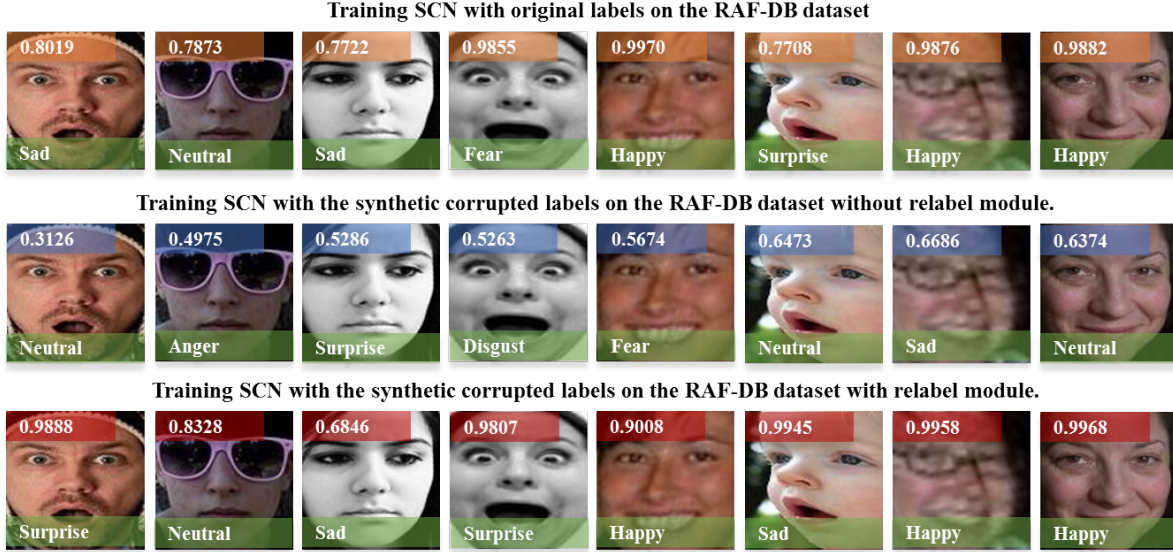 Training SCN with original labels on the RAF-DB dataset
0.8019 0.7873 0.7722 0.9855 0.9970 0.7708 0.9876 0.9882
Sad Neutral Sad Fear Happy Surprise Happy Happy
Training SCN with the synthetic corrupted labels on the RAF-DB dataset without relabel module.
0.3126 0.4975 0.5286 0.5263 0.5674 0.6473 0.6686 0.6374
Neutral Anger Surprise Disgust Fear Neutral Sad Neutral
Training SCN with the synthetic corrupted labels on the RAF-DB dataset with relabel module.
0.9888 0.8328 0.6846 0.9807 0.9008 0.9945 0.9958 0.9968
Surprise Neutral Sad Surprise Happy Sad Happy Happy